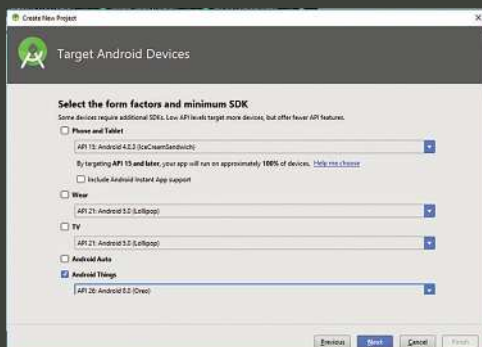 Create New Project
Target Android Devices
Select the form factors and minimum SDK
Some devices require additional SDKs. Low API levels target more devices, but offer fewer API features.
Phone and Tablet
API 15: Android 4.0.3 (IceCreamSandwich)
By targeting API 15 and later, your app will run on approximately 100% of devices. Help me choose
Include Android Instant App support
Wear
API 21: Android 5.0 (Lollipop)
TV
API 21: Android 5.0 (Lollipop)
Android Auto
Android Things
API 26: Android 8.0 (Oreo)
Previous Next Cancel Finish